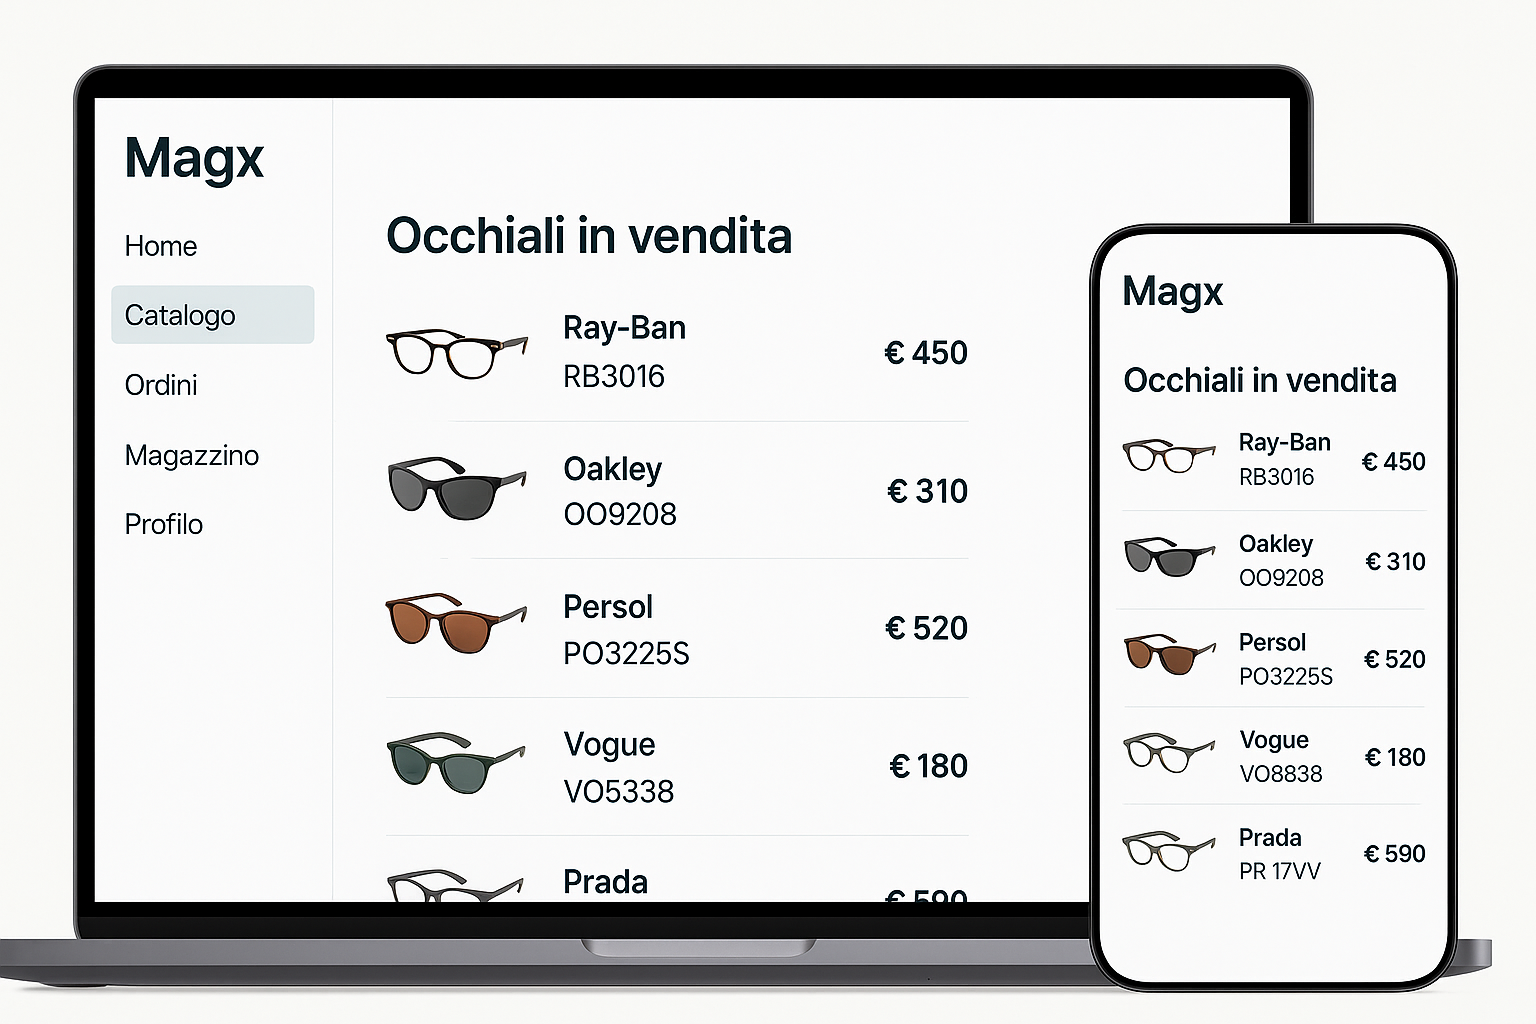 Magx
Home
Catalogo
Ordini
Magazzino
Profilo
Occhiali in vendita
Ray-Ban
RB3016
€ 450
Oakley
OO9208
€ 310
Persol
PO3225S
€ 520
Vogue
VO5338
€ 180
Prada
€ 590
Magx
Occhiali in vendita
Ray-Ban
RB3016
€ 450
Oakley
OO9208
€ 310
Persol
PO3225S
€ 520
Vogue
VO8838
€ 180
Prada
PR 17VV
€ 590